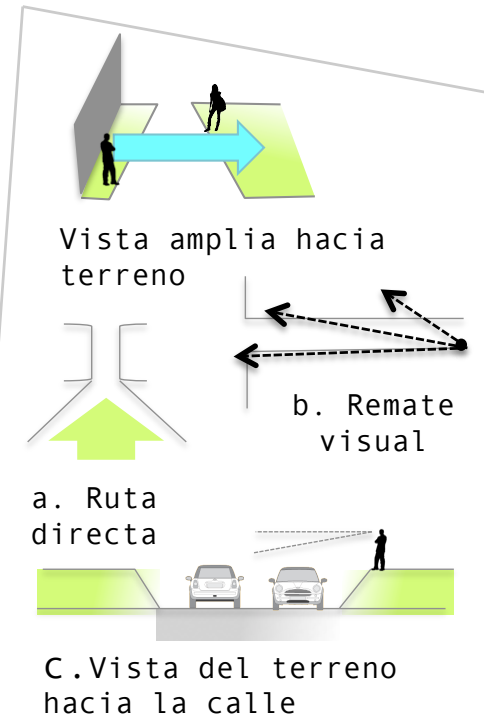 Vista amplia hacia
terreno
b. Remate
visual
a. Ruta
directa
c.Vista del terreno
hacia la calle